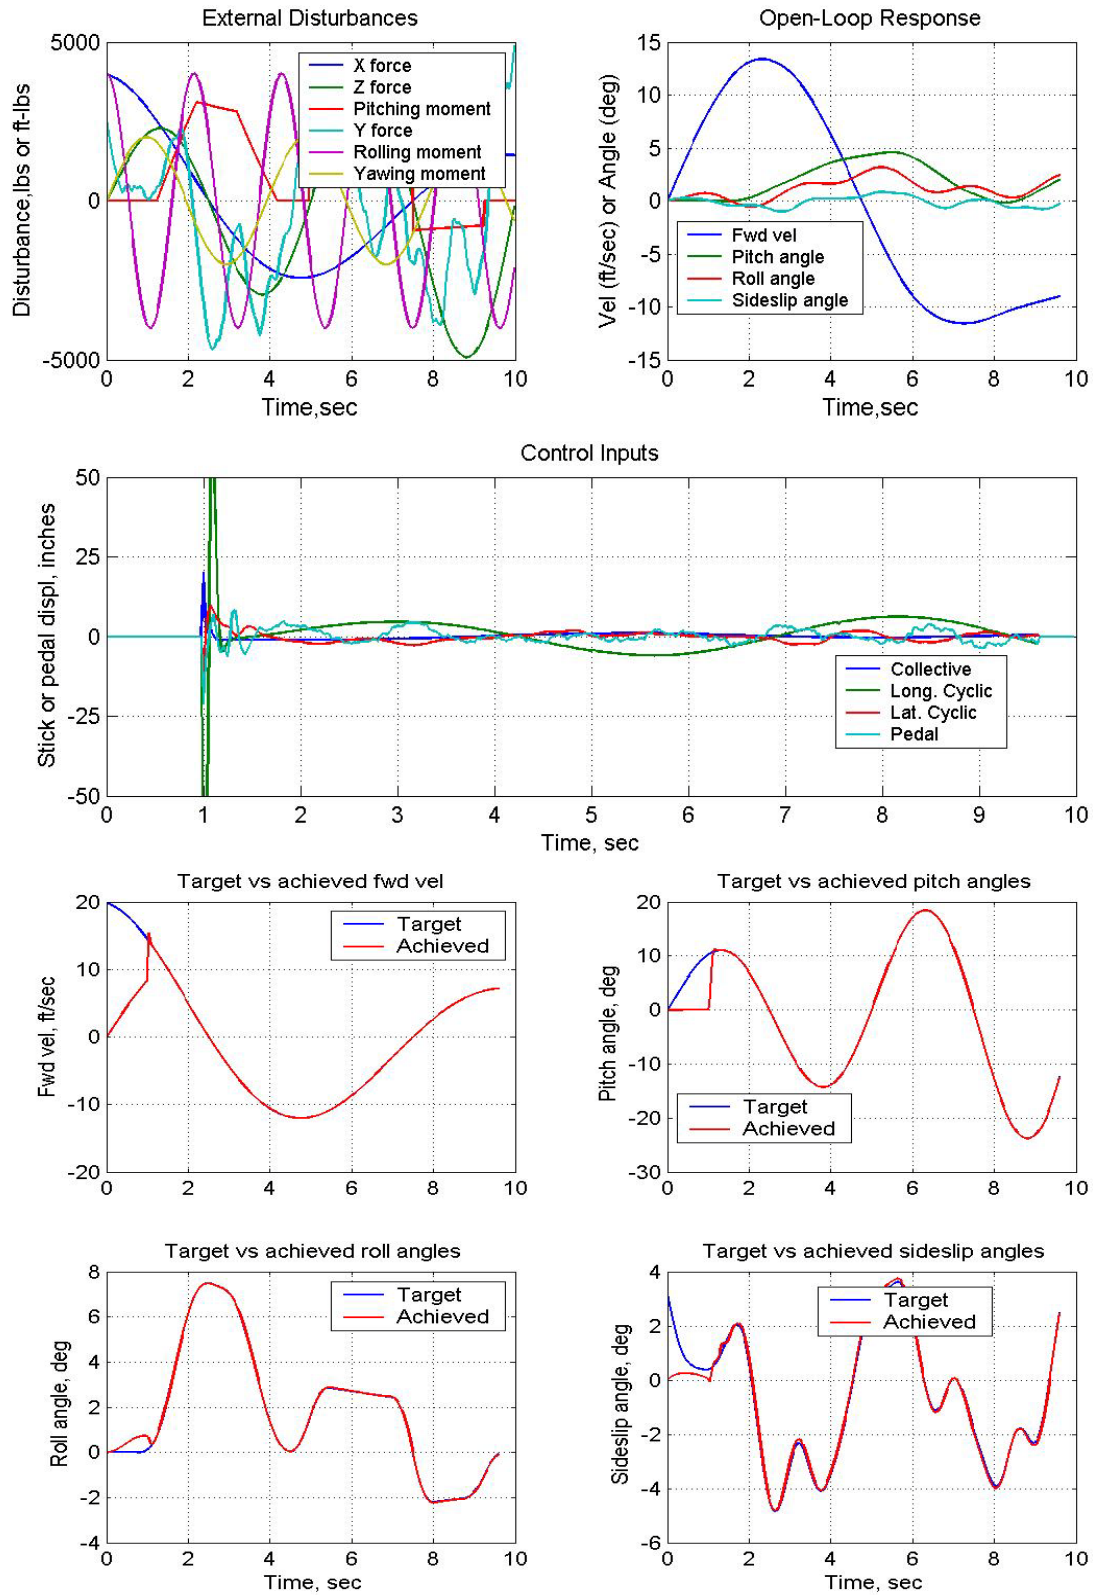 External Disturbances
5000
0
-5000
Disturbance,lbs or ft-lbs
X force
Z force
Pitching moment
Y force
Rolling moment
Yawing moment
0 2 4 6 8 10
Time,sec
Open-Loop Response
15
10
5
0
-5
-10
-15
Vel (ft/sec) or Angle (deg)
Fwd vel
Pitch angle
Roll angle
Sideslip angle
0 2 4 6 8 10
Time,sec
Control Inputs
50
25
0
-25
-50
Stick or pedal displ, inches
Collective
Long. Cyclic
Lat. Cyclic
Pedal
0 1 2 3 4 5 6 7 8 9 10
Time, sec
Target vs achieved fwd vel
20
10
0
-10
-20
Fwd vel, ft/sec
Target
Achieved
0 2 4 6 8 10
Target vs achieved pitch angles
20
10
0
-10
-20
-30
Pitch angle, deg
Target
Achieved
0 2 4 6 8 10
Target vs achieved roll angles
8
6
4
2
0
-2
-4
Roll angle, deg
Target
Achieved
0 2 4 6 8 10
Time, sec
Target vs achieved sideslip angles
4
2
0
-2
-4
-6
Sideslip angle, deg
Target
Achieved
0 2 4 6 8 10
Time, sec